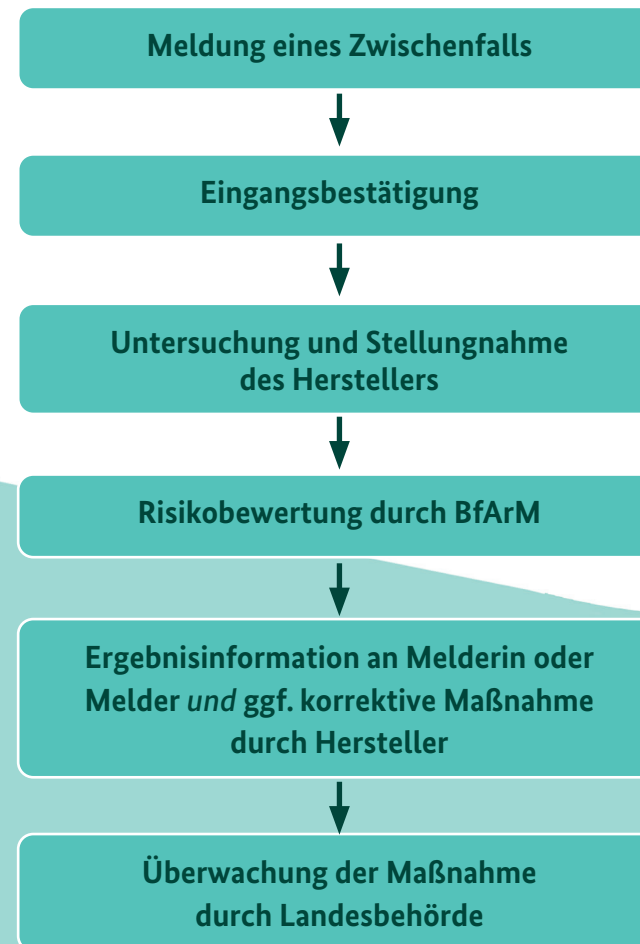 Meldung eines Zwischenfalls
Eingangsbestätigung
Untersuchung und Stellungnahme
des Herstellers
Risikobewertung durch BfArM
Ergebnisinformation an Melderin oder
Melder und ggf. korrektive Maßnahme
durch Hersteller
Überwachung der Maßnahme
durch Landesbehörde